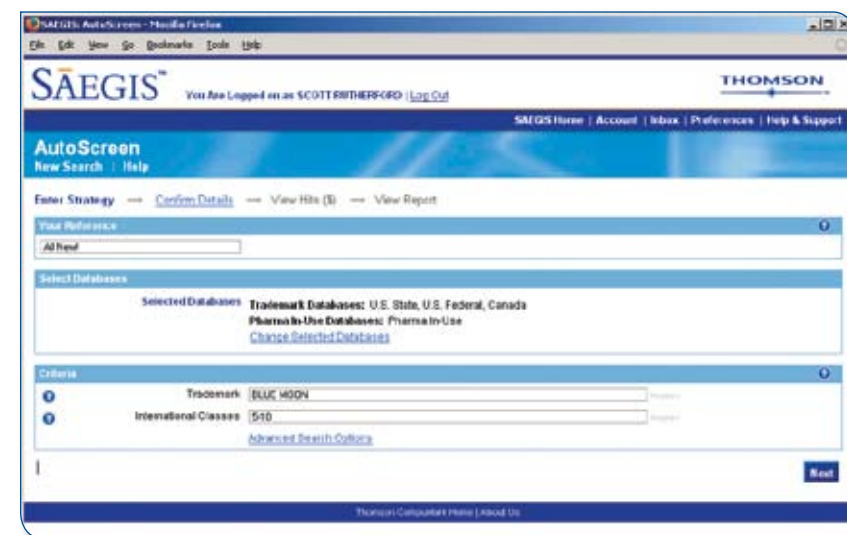 SAEGIS: AutoScreen - Mozilla Firefox
File Edit View Go Bookmarks Tools Help
SAEGIS™ You Are Logged on as SCOTT RUTHERFORD | Log Out
THOMSON
SAEGIS Home | Account | Inbox | Preferences | Help & Support
AutoScreen
New Search | Help
Enter Strategy → Confirm Details → View Hits ($) → View Report
Your Reference
All New!
Select Databases
Selected Databases Trademark Databases: U.S. State, U.S. Federal, Canada
Pharma In-Use Databases: Pharma In-Use
Change Selected Databases
Criteria
Trademark BLUE MOON
International Classes 5-10
Advanced Search Options
Next
Thomson Compumark Home | About Us